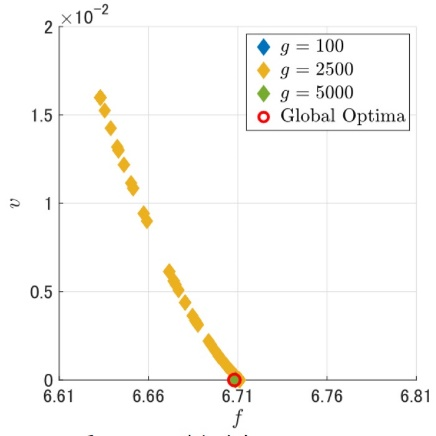 ×10⁻²
2
1.5
1
0.5
0
v
g = 100
g = 2500
g = 5000
Global Optima
6.61
6.66
6.71
6.76
6.81
f